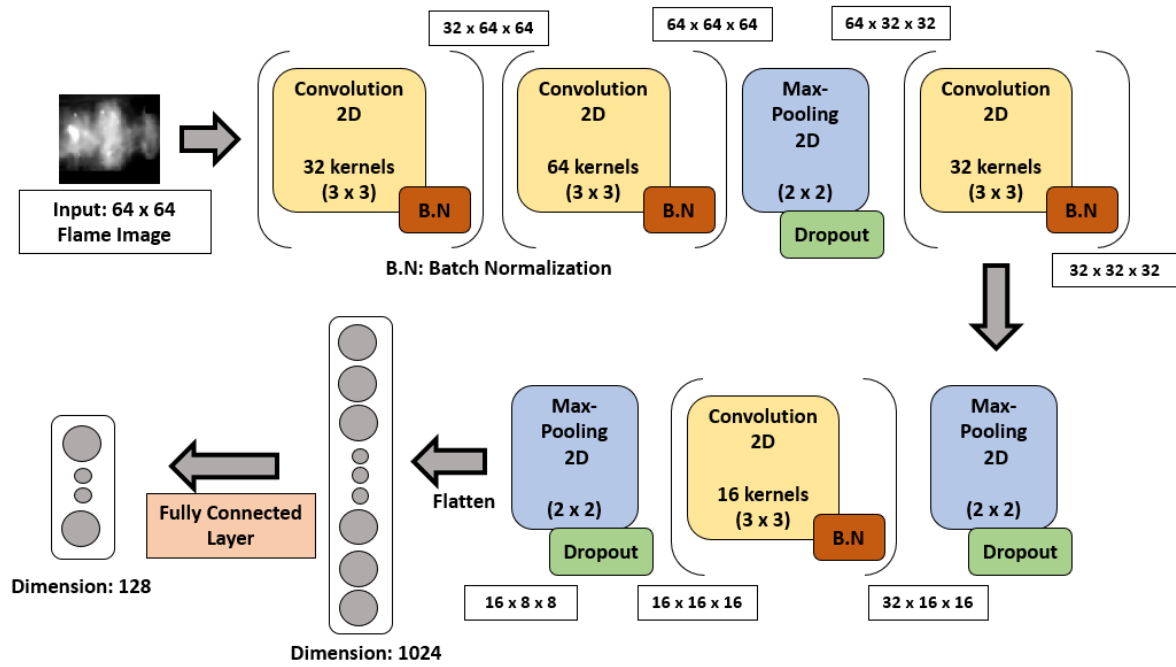 32 x 64 x 64
64 x 64 x 64
64 x 32 x 32
Input: 64 x 64
Flame Image
Convolution
2D
32 kernels
(3 x 3)
B.N
Convolution
2D
64 kernels
(3 x 3)
B.N
Max-
Pooling
2D
(2 x 2)
Dropout
Convolution
2D
32 kernels
(3 x 3)
B.N
B.N: Batch Normalization
32 x 32 x 32
Max-
Pooling
2D
(2 x 2)
Dropout
32 x 16 x 16
Convolution
2D
16 kernels
(3 x 3)
B.N
16 x 16 x 16
Max-
Pooling
2D
(2 x 2)
Dropout
16 x 8 x 8
Flatten
Dimension: 1024
Fully Connected
Layer
Dimension: 128